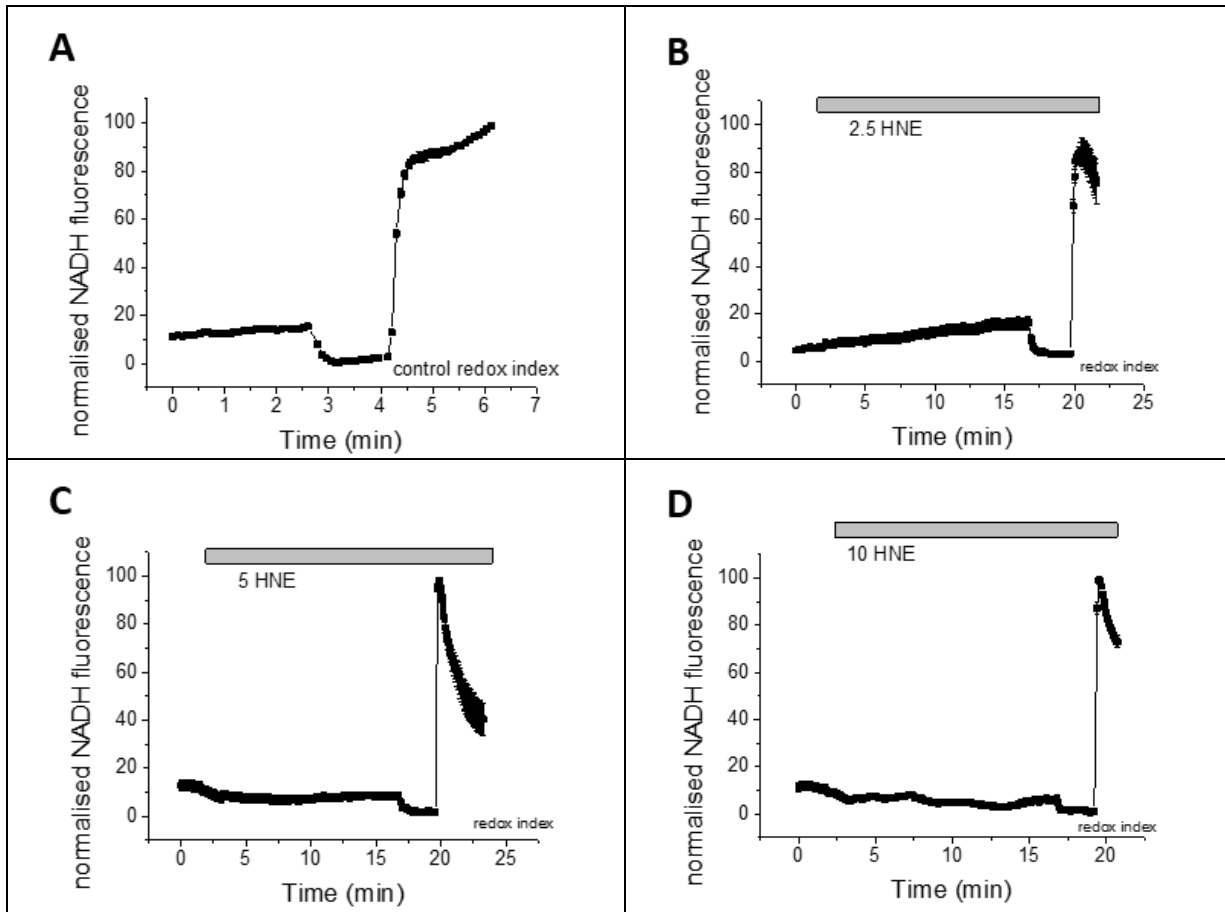 A
normalised NADH fluorescence
100
80
60
40
20
0
control redox index
0 1 2 3 4 5 6 7
Time (min)
B
2.5 HNE
normalised NADH fluorescence
100
80
60
40
20
0
redox index
0 5 10 15 20 25
Time (min)
C
5 HNE
normalised NADH fluorescence
100
80
60
40
20
0
redox index
0 5 10 15 20 25
Time (min)
D
10 HNE
normalised NADH fluorescence
100
80
60
40
20
0
redox index
0 5 10 15 20
Time (min)